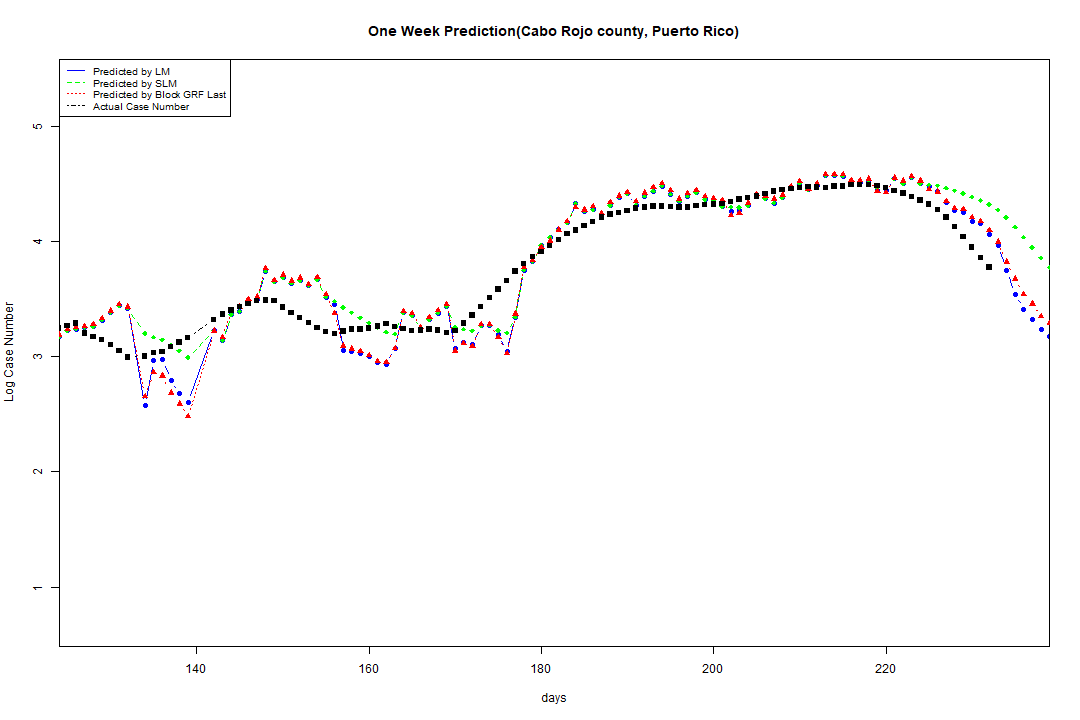 One Week Prediction(Cabo Rojo county, Puerto Rico)
Predicted by LM
Predicted by SLM
Predicted by Block GRF Last
Actual Case Number
5
4
3
2
1
Log Case Number
140 160 180 200 220
days